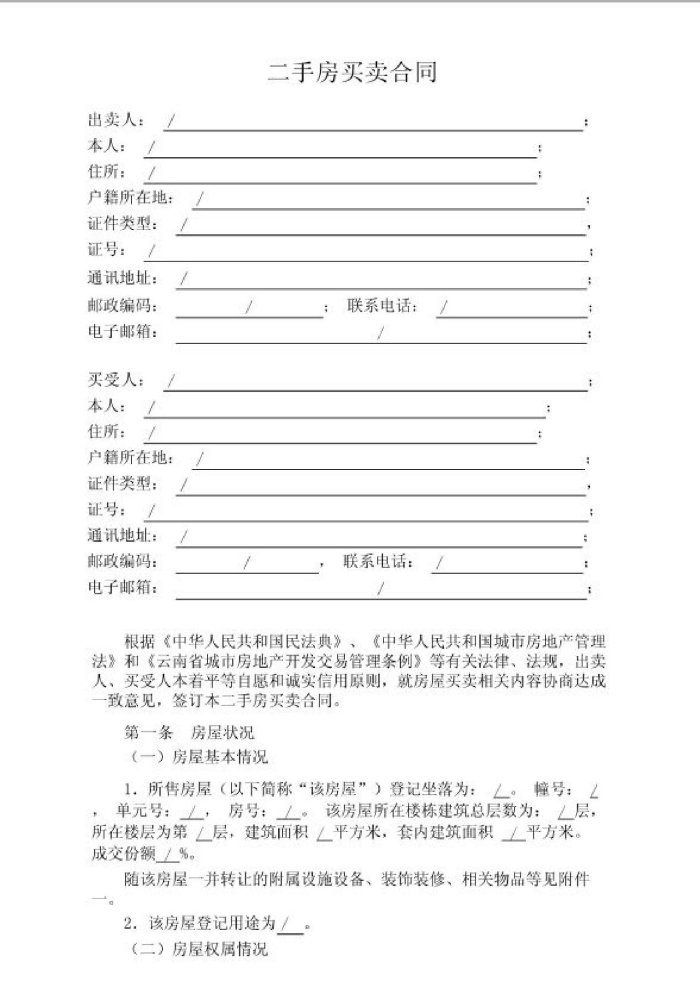 二手房买卖合同
出卖人: / ;
本人: / ;
住所: / ;
户籍所在地: / ;
证件类型: / ,
证号: / ;
通讯地址: / ;
邮政编码: / ; 联系电话: / ;
电子邮箱: / ;
买受人: / ;
本人: / ;
住所: / ;
户籍所在地: / ;
证件类型: / ,
证号: / ;
通讯地址: / ;
邮政编码: / , 联系电话: / ;
电子邮箱: / ;
根据《中华人民共和国民法典》、《中华人民共和国城市房地产管理
法》和《云南省城市房地产开发交易管理条例》等有关法律、法规，出卖
人、买受人本着平等自愿和诚实信用原则，就房屋买卖相关内容协商达成
一致意见，签订本二手房买卖合同。
第一条 房屋状况
（一）房屋基本情况
1. 所售房屋（以下简称“该房屋”）登记坐落为: / 。 幢号: /
， 单元号: / ， 房号: / 。 该房屋所在楼栋建筑总层数为: / 层，
所在楼层为第 / 层，建筑面积 / 平方米，套内建筑面积 / 平方米。
成交份额 / %。
随该房屋一并转让的附属设施设备、装饰装修、相关物品等见附件
一。
2. 该房屋登记用途为 / 。
（二）房屋权属情况